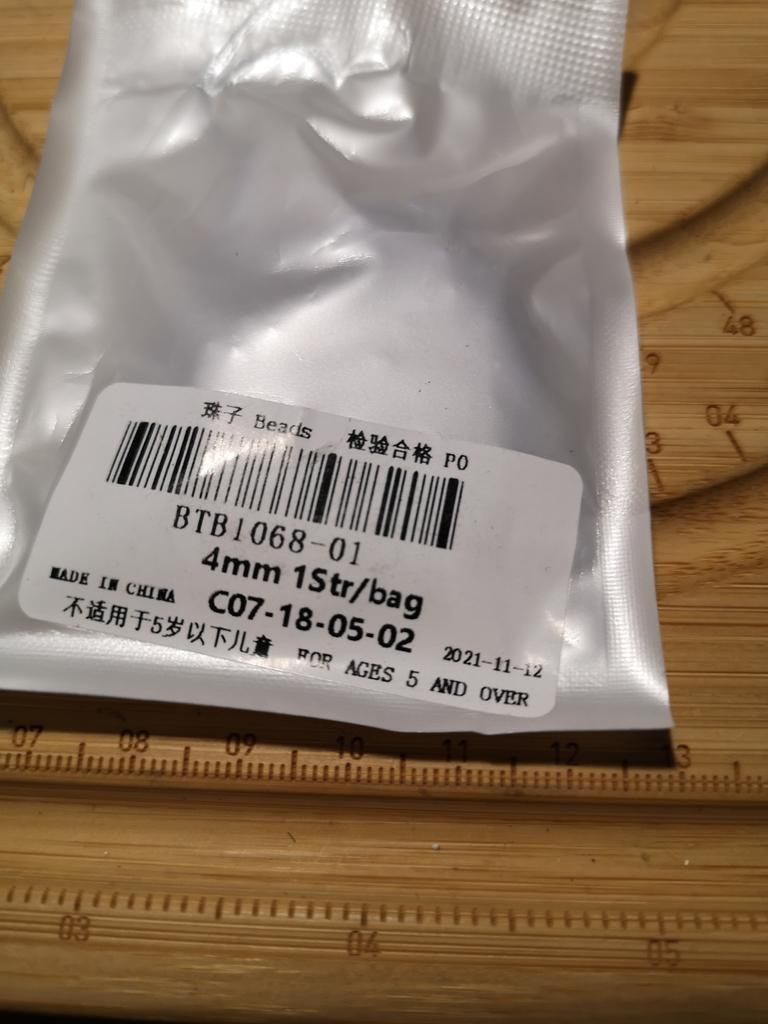 珠子 Beads 检验合格 PO
BTB1068-01
4mm 1Str/bag
MADE IN CHINA C07-18-05-02
不适用于5岁以下儿童 FOR AGES 5 AND OVER
2021-11-12
48
04
07 08 09 10 11 12 13
03 04 05